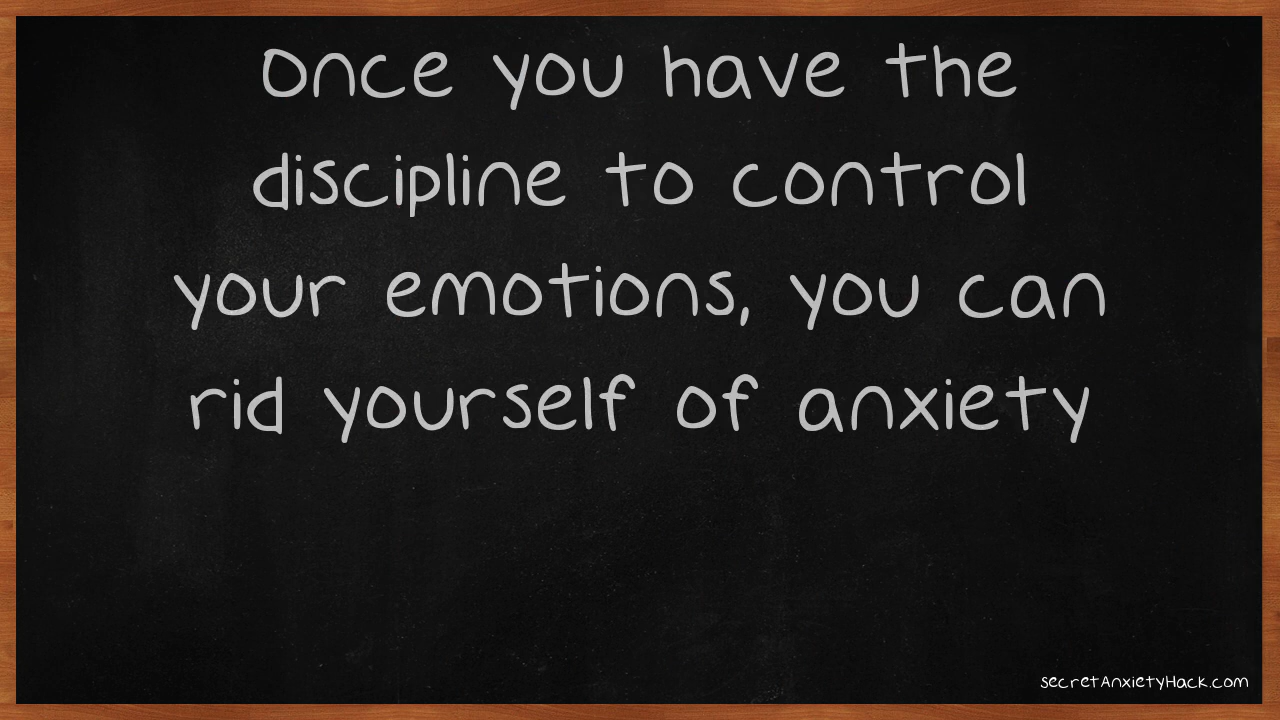 Once you have the
discipline to control
your emotions, you can
rid yourself of anxiety
secretAnxietyHack.com